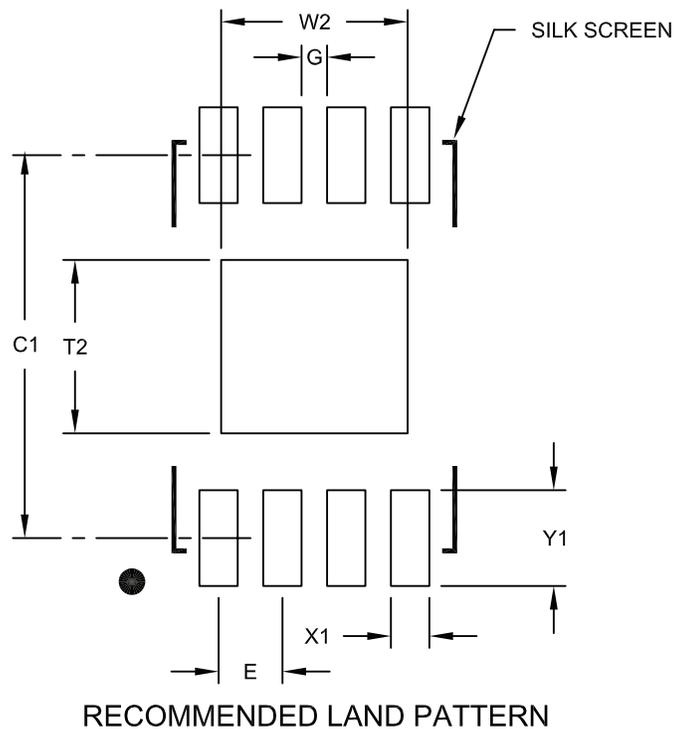 W2
SILK SCREEN
G
C1
T2
Y1
X1
E
RECOMMENDED LAND PATTERN